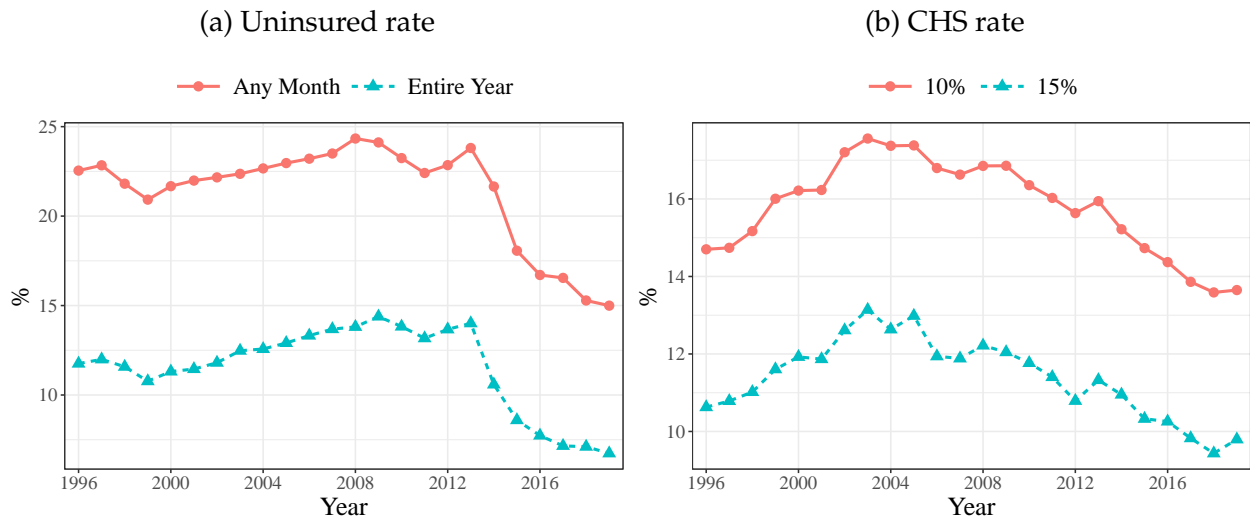 (a) Uninsured rate
Any Month Entire Year
25
20
15
10
%
1996 2000 2004 2008 2012 2016
Year
(b) CHS rate
10% 15%
16
14
12
10
%
1996 2000 2004 2008 2012 2016
Year